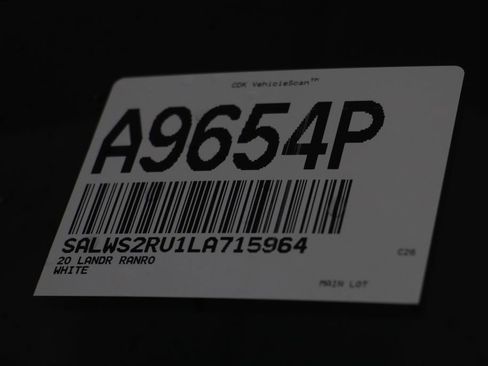 CDK VehicleScan™
A9654P
SALWS2RU1LA715964
20 LANDR RANRO
WHITE
C26
MAIN LOT